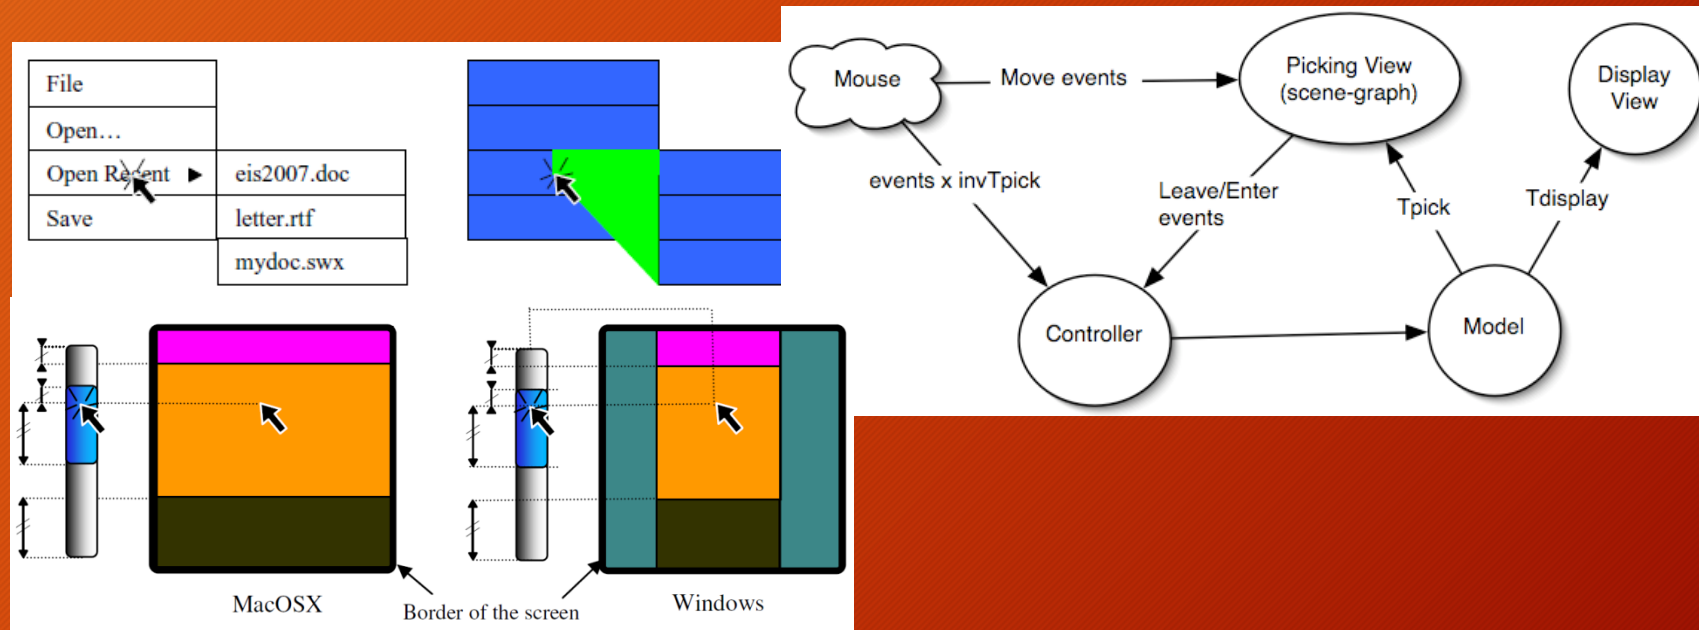 File
Open…
Open Recent
Save
eis2007.doc
letter.rtf
mydoc.swx
MacOSX
Border of the screen
Windows
Mouse
Move events
Picking View
(scene-graph)
Display
View
events x invTpick
Leave/Enter
events
Tpick
Tdisplay
Controller
Model